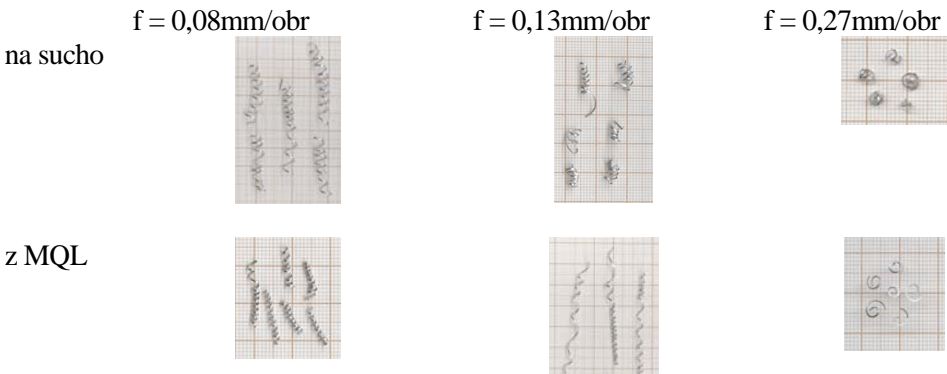 f = 0,08mm/obr f = 0,13mm/obr f = 0,27mm/obr
na sucho
z MQL